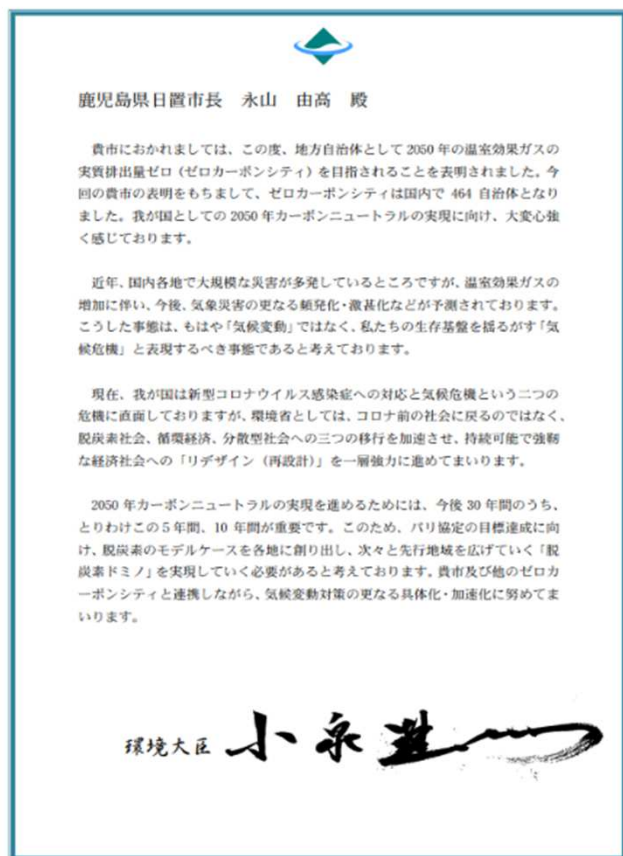 鹿児島県日置市長　永山　由高　殿
貴市におかれましては、この度、地方自治体として2050年の温室効果ガスの
実質排出量ゼロ（ゼロカーボンシティ）を目指されることを表明されました。今
回の貴市の表明をもちまして、ゼロカーボンシティは国内で 464 自治体となり
ました。我が国としての2050年カーボンニュートラルの実現に向け、大変心強
く感じております。
近年、国内各地で大規模な災害が多発しているところですが、温室効果ガスの
増加に伴い、今後、気象災害の更なる頻発化・激甚化などが予測されております。
こうした事態は、もはや「気候変動」ではなく、私たちの生存基盤を揺るがす「気
候危機」と表現するべき事態であると考えております。
現在、我が国は新型コロナウイルス感染症への対応と気候危機という二つの
危機に直面しておりますが、環境省としては、コロナ前の社会に戻るのではなく、
脱炭素社会、循環経済、分散型社会への三つの移行を加速させ、持続可能で強靭
な経済社会への「リデザイン（再設計）」を一層強力に進めてまいります。
2050 年カーボンニュートラルの実現を進めるためには、今後 30 年間のうち、
とりわけこの５年間、10 年間が重要です。このため、パリ協定の目標達成に向
け、脱炭素のモデルケースを各地に創り出し、次々と先行地域を広げていく「脱
炭素ドミノ」を実現していく必要があると考えております。貴市及び他のゼロカ
ーボンシティと連携しながら、気候変動対策の更なる具体化・加速化に努めてま
いります。
環境大臣 小泉進